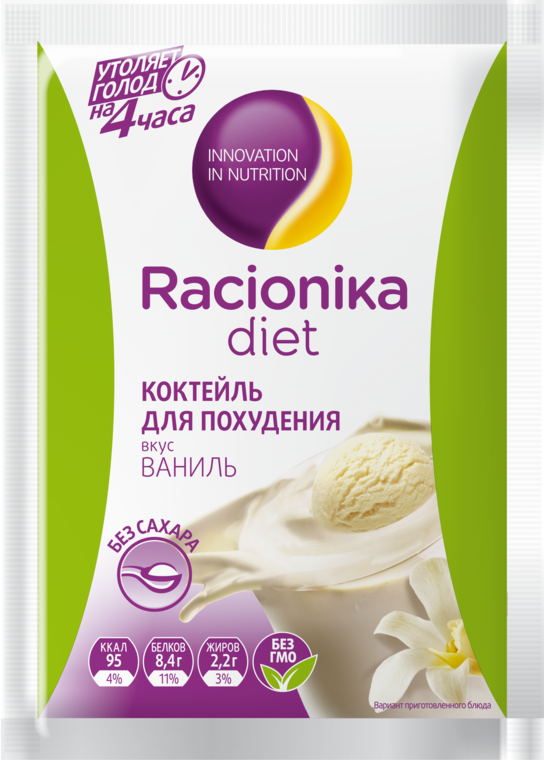 УТОЛЯЕТ
ГОЛОД
НА 4 часа
INNOVATION
IN NUTRITION
Racionika
diet
КОКТЕЙЛЬ
ДЛЯ ПОХУДЕНИЯ
вкус
ВАНИЛЬ
БЕЗ САХАРА
ККАЛ
95
4%
БЕЛКОВ
8,4г
11%
ЖИРОВ
2,2г
3%
БЕЗ
ГМО
Вариант приготовленного блюда